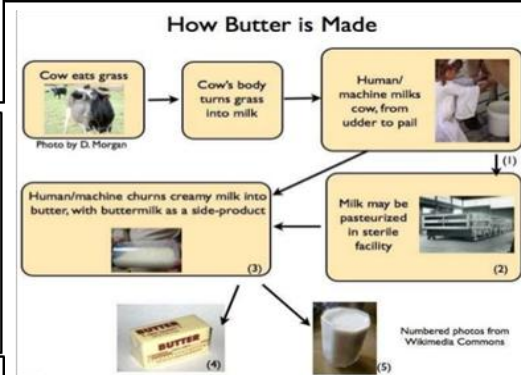 How Butter is Made
Cow eats grass
Photo by D. Morgan
Cow's body
turns grass
into milk
Human/
machine milks
cow, from
udder to pail
(1)
Human/machine churns creamy milk into
butter, with buttermilk as a side-product
(3)
Milk may be
pasteurized
in sterile
facility
(2)
BUTTER
BUTTER
(4)
(5)
Numbered photos from
Wikimedia Commons